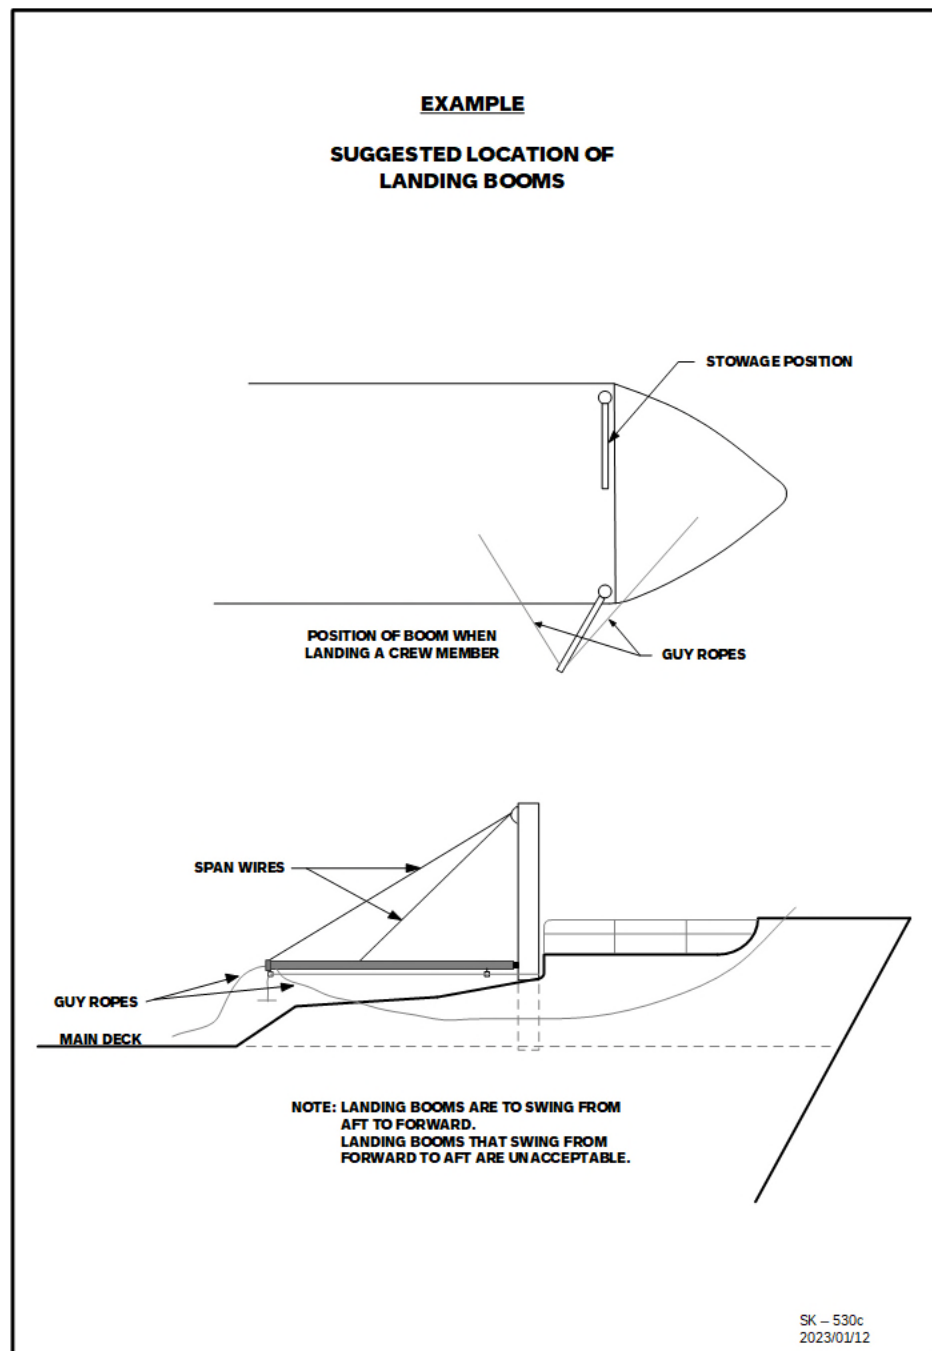 EXAMPLE
SUGGESTED LOCATION OF
LANDING BOOMS
STOWAGE POSITION
POSITION OF BOOM WHEN
LANDING A CREW MEMBER
GUY ROPES
SPAN WIRES
GUY ROPES
MAIN DECK
NOTE: LANDING BOOMS ARE TO SWING FROM
AFT TO FORWARD.
LANDING BOOMS THAT SWING FROM
FORWARD TO AFT ARE UNACCEPTABLE.
SK – 530c
2023/01/12